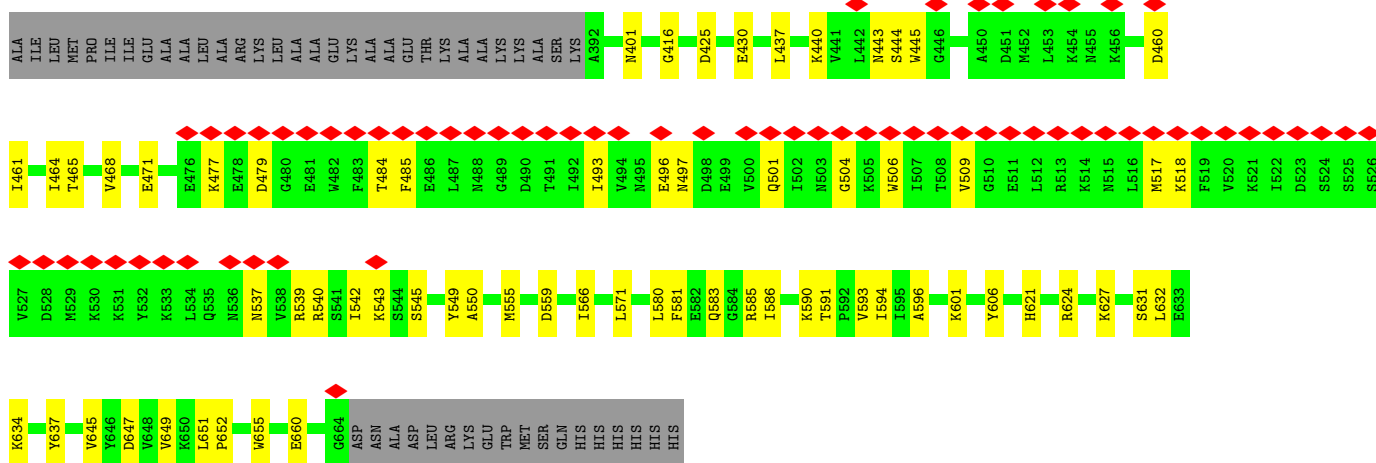 ALA ILE LEU MET PRO ILE ILE GLU ALA ALA LEU ALA ARG LYS LEU ALA ALA GLU LYS ALA ALA GLU THR LYS ALA ALA LYS LYS ALA SER LYS A392 N401 G416 D425 E430 L437 K440 V441 L442 N443 S444 W445 G446 A450 D451 M452 L453 K454 N455 K456 D460
I461 I464 T465 V468 E471 E476 K477 E478 D479 G480 E481 W482 F483 T484 F485 E486 L487 N488 G489 D490 T491 I492 I493 V494 N495 E496 N497 D498 E499 V500 Q501 I502 N503 G504 K505 W506 I507 T508 V509 G510 E511 L512 R513 K514 N515 L516 M517 K518 F519 V520 K521 I522 D523 S524 S525 S526
V527 D528 M529 K530 K531 Y532 K533 L534 Q535 N536 N537 V538 R539 R540 S541 I542 K543 S544 S545 Y549 A550 M555 D559 I566 L571 L580 F581 E582 Q583 G584 R585 I586 K590 T591 P592 V593 I594 I595 A596 K601 Y606 H621 R624 K627 S631 L632 E633
K634 Y637 V645 Y646 D647 V648 V649 K650 L651 P652 W655 E660 G664 ASP ASN ALA ASP LEU ARG LYS GLU TRP MET SER GLN HIS HIS HIS HIS HIS HIS